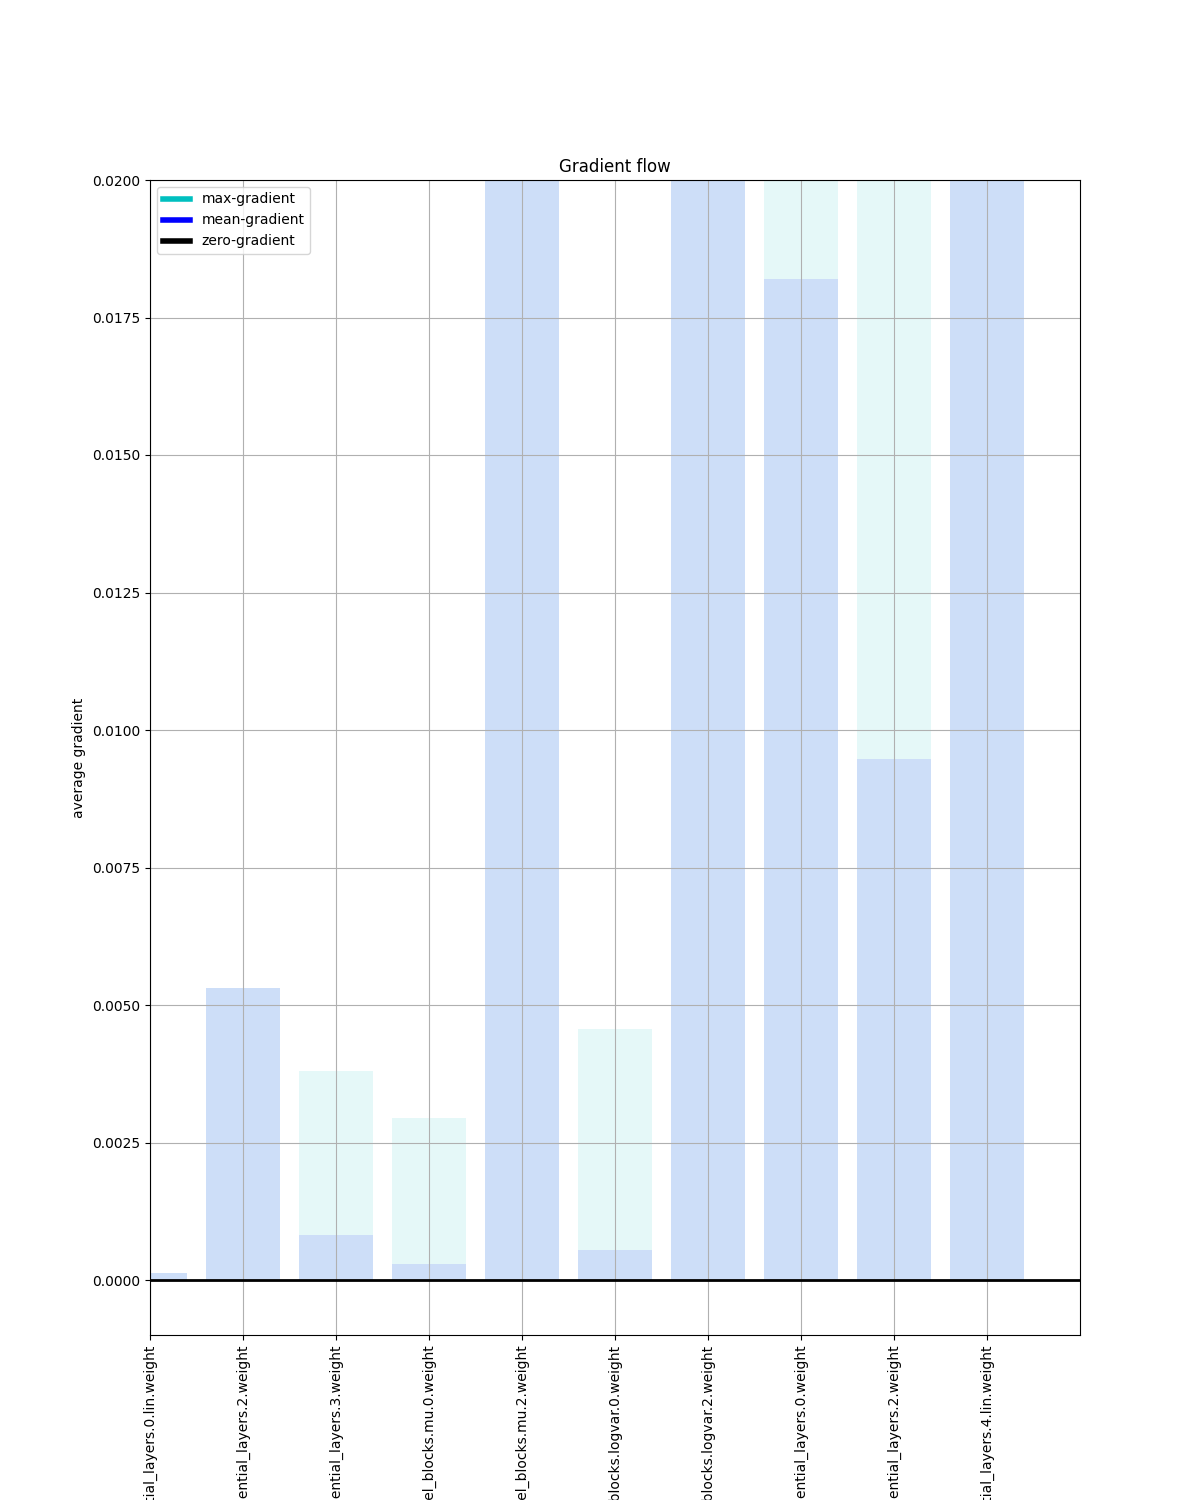 Gradient flow
max-gradient
mean-gradient
zero-gradient
0.0200
0.0175
0.0150
0.0125
0.0100
0.0075
0.0050
0.0025
0.0000
average gradient
tial_layers.0.lin.weight
ential_layers.2.weight
ential_layers.3.weight
el_blocks.mu.0.weight
el_blocks.mu.2.weight
blocks.logvar.0.weight
blocks.logvar.2.weight
ential_layers.0.weight
ential_layers.2.weight
tial_layers.4.lin.weight